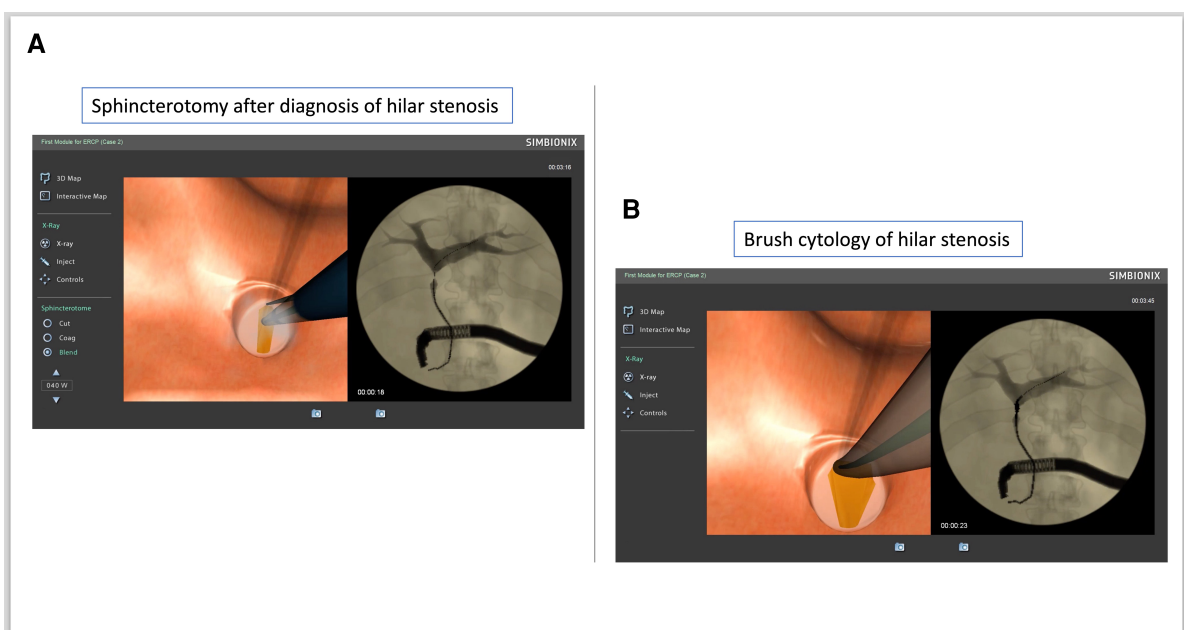 A
Sphincterotomy after diagnosis of hilar stenosis
First Module for ERCP (Case 2)
SIMBIONIX
00:03:16
3D Map
Interactive Map
X-Ray
X-ray
Inject
Controls
Sphincterotome
Cut
Coag
Blend
040 W
00:00:18
B
Brush cytology of hilar stenosis
First Module for ERCP (Case 2)
SIMBIONIX
00:03:45
3D Map
Interactive Map
X-Ray
X-ray
Inject
Controls
00:00:23